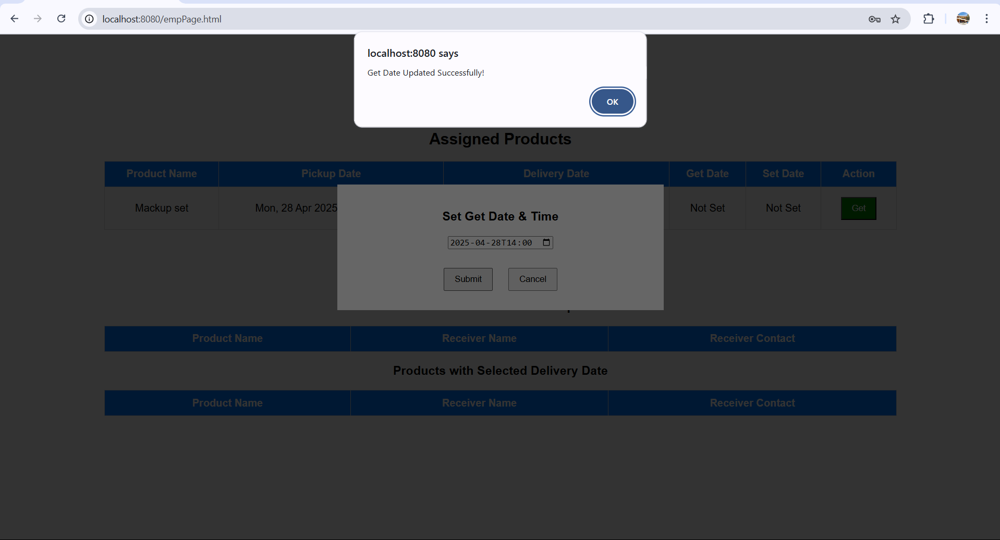 localhost:8080/empPage.html
localhost:8080 says
Get Date Updated Successfully!
OK
Assigned Products
Product Name Pickup Date Delivery Date Get Date Set Date Action
Mackup set Mon, 28 Apr 2025 Not Set Not Set Get
Set Get Date & Time
2025-04-28T14:00
Submit Cancel
Product Name Receiver Name Receiver Contact
Products with Selected Delivery Date
Product Name Receiver Name Receiver Contact